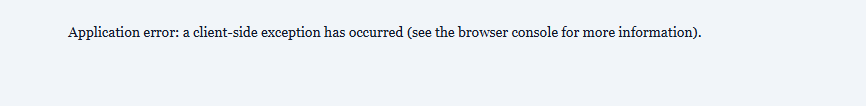 Application error: a client-side exception has occurred (see the browser console for more information).